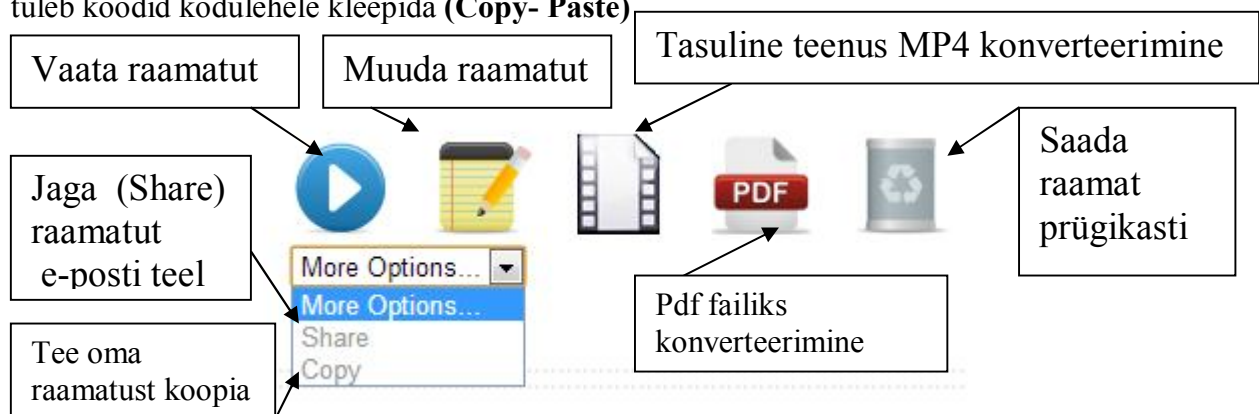 tuleb koodid kodulehele kleepida (Copy- Paste)
Vaata raamatut
Muuda raamatut
Tasuline teenus MP4 konverteerimine
Jaga (Share)
raamatut
e-posti teel
Saada
raamat
prügikasti
PDF
More Options...
More Options...
Share
Copy
Pdf failiks
konverteerimine
Tee oma
raamatust koopia